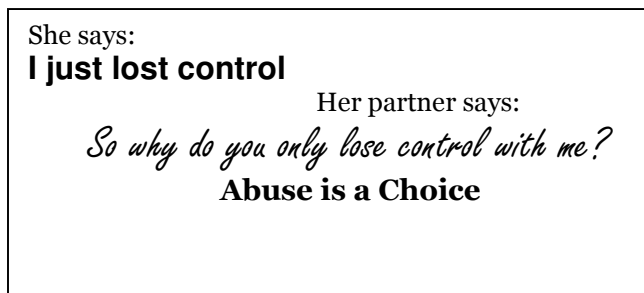 She says:
I just lost control
Her partner says:
So why do you only lose control with me?
Abuse is a Choice